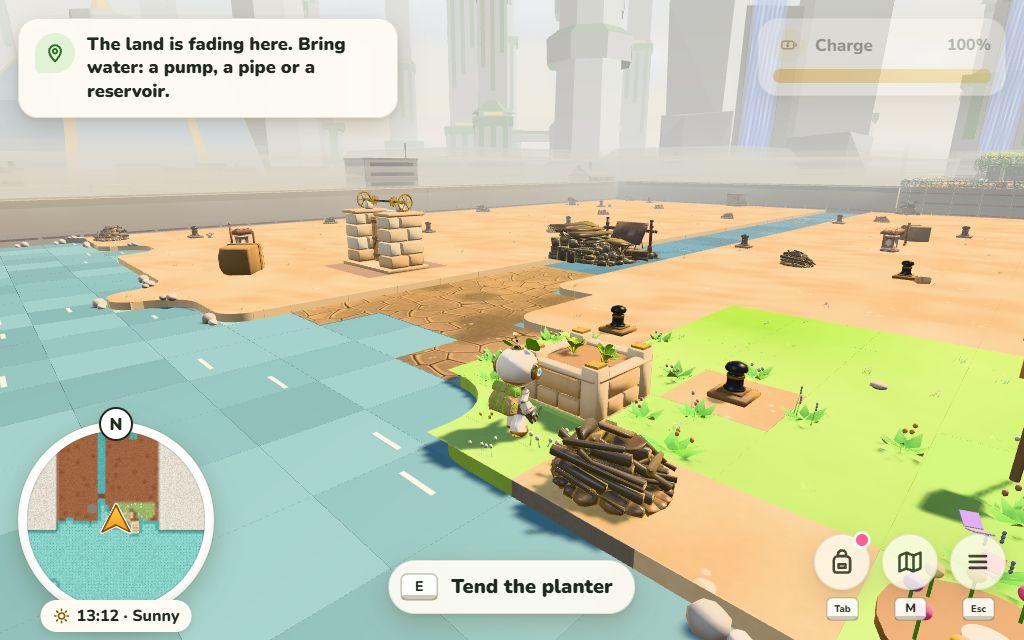 The land is fading here. Bring
water: a pump, a pipe or a
reservoir.
Charge 100%
N
13:12 · Sunny
E Tend the planter
Tab M Esc